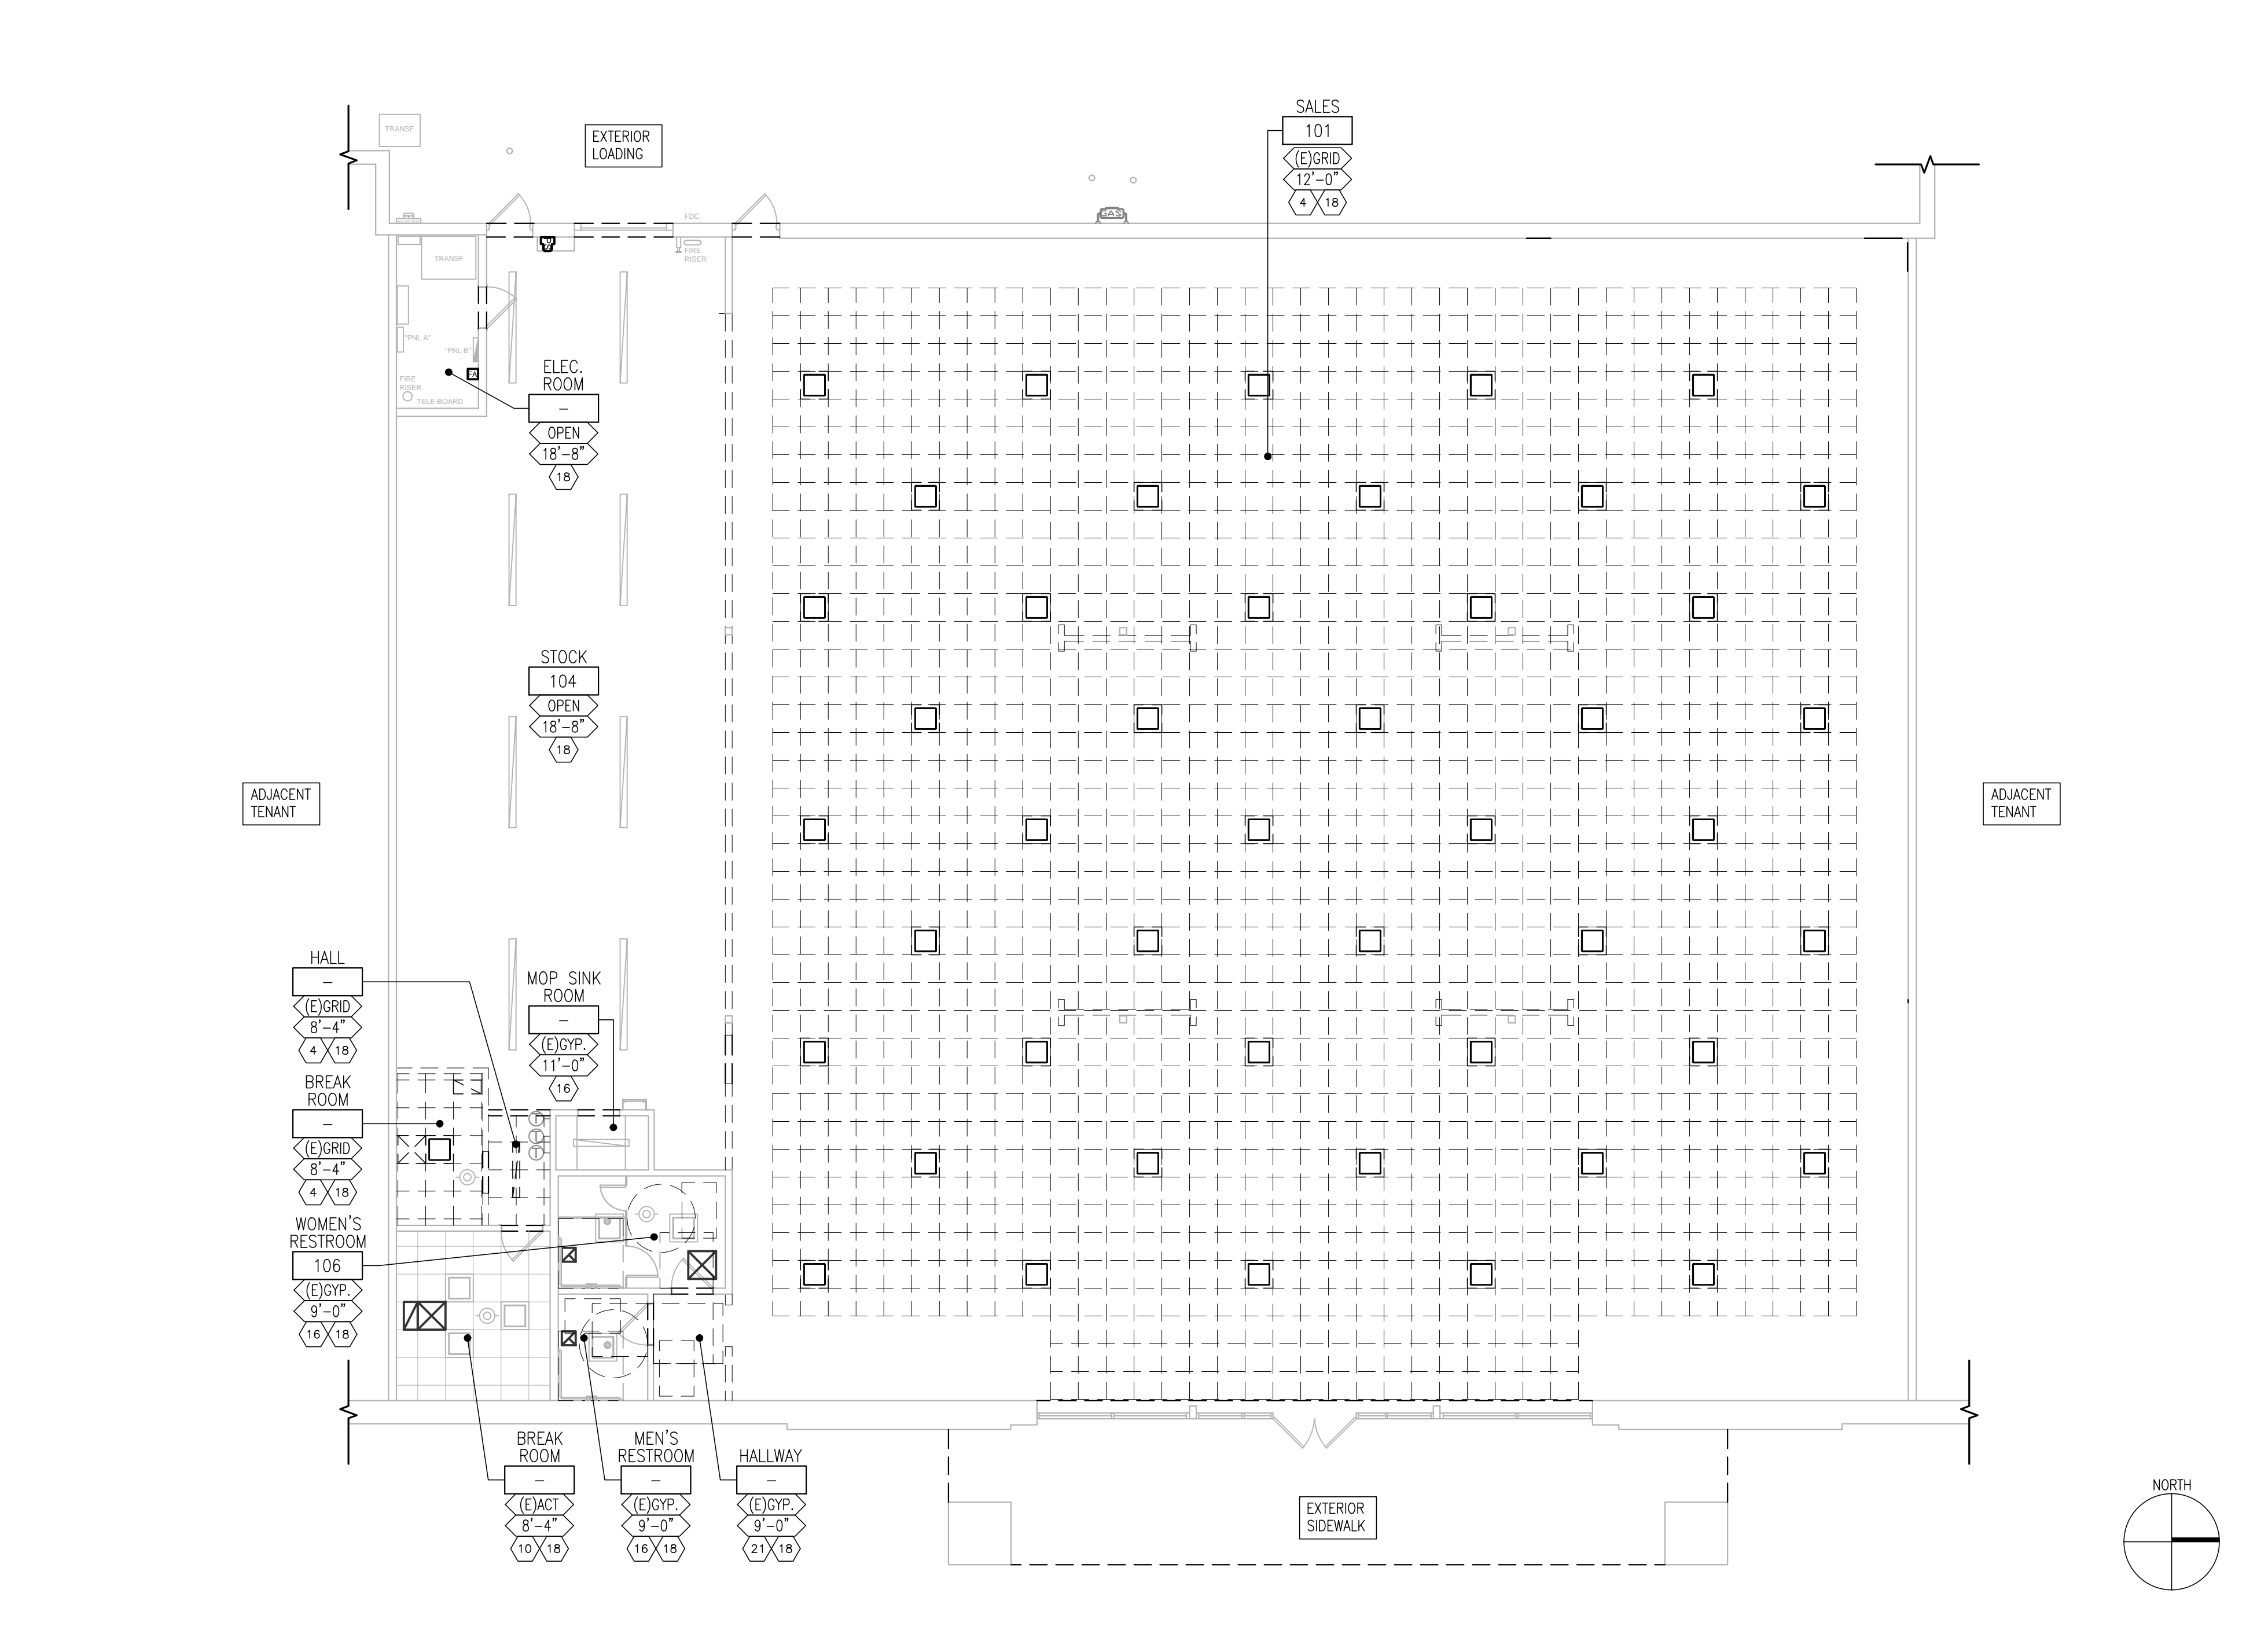 SALES
101
(E)GRID
12'-0"
4 18
TRANSF
EXTERIOR
LOADING
GAS
FDC
FIRE
RISER
TRANSF
"PNL A"
"PNL B"
FA
FIRE
RISER
TELE-BOARD
ELEC.
ROOM
–
OPEN
18'-8"
18
STOCK
104
OPEN
18'-8"
18
ADJACENT
TENANT
ADJACENT
TENANT
HALL
–
(E)GRID
8'-4"
4 18
MOP SINK
ROOM
–
(E)GYP.
11'-0"
16
BREAK
ROOM
–
(E)GRID
8'-4"
4 18
T
T
T
WOMEN'S
RESTROOM
106
(E)GYP.
9'-0"
16 18
BREAK
ROOM
–
(E)ACT
8'-4"
10 18
MEN'S
RESTROOM
–
(E)GYP.
9'-0"
16 18
HALLWAY
–
(E)GYP.
9'-0"
21 18
EXTERIOR
SIDEWALK
NORTH